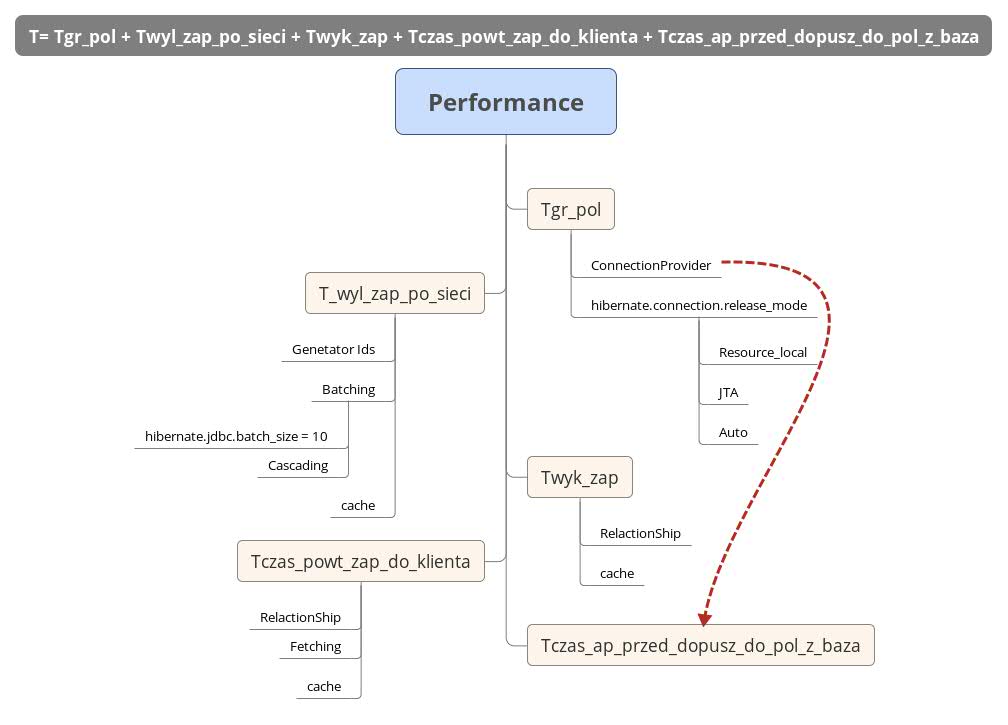 T= Tgr_pol + Twyl_zap_po_sieci + Twyk_zap + Tczas_powt_zap_do_klienta + Tczas_ap_przed_dopusz_do_pol_z_baza
Performance
Tgr_pol
ConnectionProvider
hibernate.connection.release_mode
Resource_local
JTA
Auto
T_wyl_zap_po_sieci
Genetator Ids
Batching
hibernate.jdbc.batch_size = 10
Cascading
cache
Twyk_zap
RelactionShip
cache
Tczas_powt_zap_do_klienta
RelactionShip
Fetching
cache
Tczas_ap_przed_dopusz_do_pol_z_baza